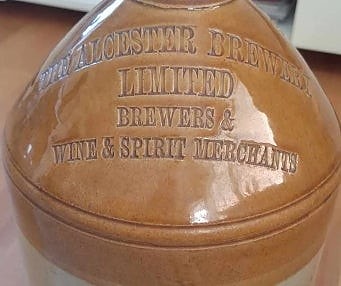 THE ALCESTER BREWERY
LIMITED
BREWERS &
WINE & SPIRIT MERCHANTS